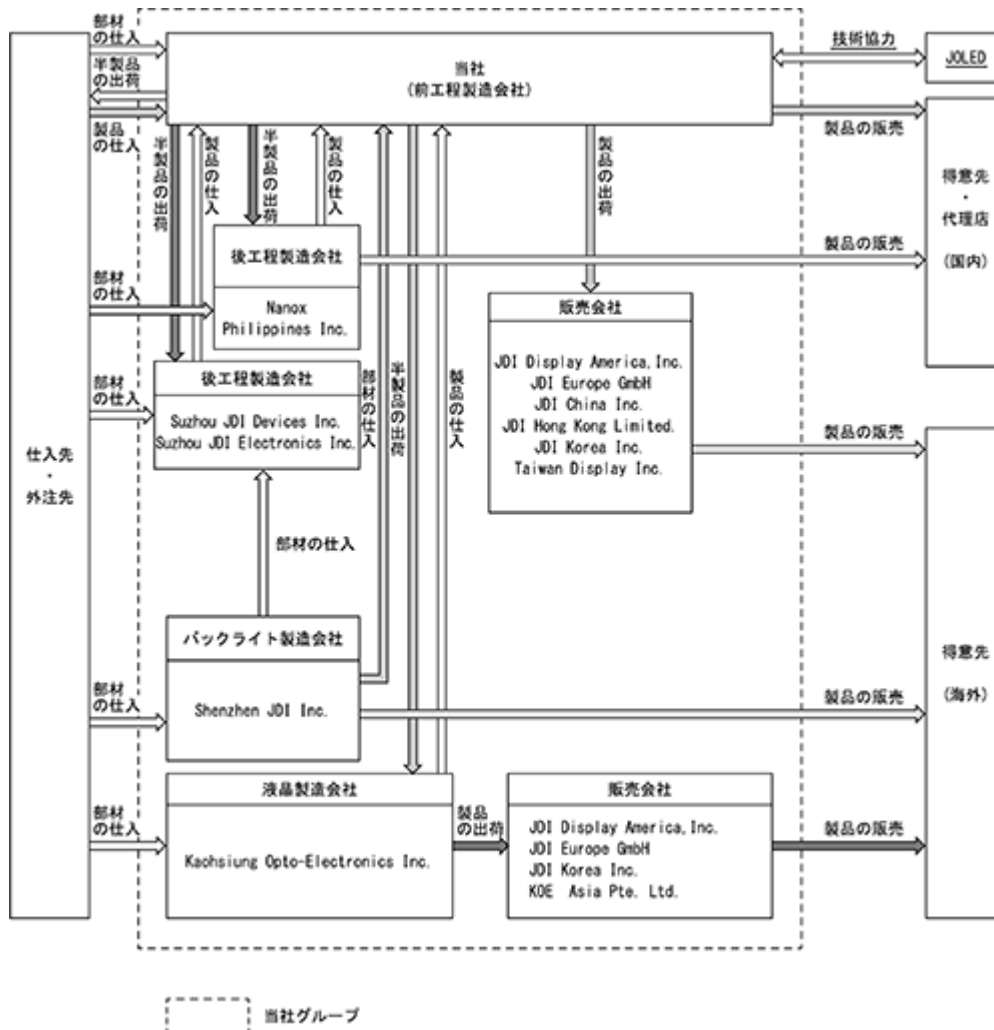 部材
の仕入
半製品
の出荷
製品
の仕入
当社
(前工程製造会社)
技術協力
JOLED
製品の販売
得意先
・
代理店
(国内)
半製品の出荷
製品の仕入
半製品の出荷
製品の仕入
製品の出荷
後工程製造会社
Nanox
Philippines Inc.
製品の販売
部材
の仕入
販売会社
JDI Display America,Inc.
JDI Europe GmbH
JDI China Inc.
JDI Hong Kong Limited.
JDI Korea Inc.
Taiwan Display Inc.
製品の販売
後工程製造会社
Suzhou JDI Devices Inc.
Suzhou JDI Electronics Inc.
部材
の仕入
部材の仕入
半製品の出荷
製品の仕入
仕入先
・
外注先
部材の仕入
バックライト製造会社
Shenzhen JDI Inc.
部材
の仕入
製品の販売
得意先
(海外)
液晶製造会社
Kaohsiung Opto-Electronics Inc.
部材
の仕入
製品
の出荷
販売会社
JDI Display America,Inc.
JDI Europe GmbH
JDI Korea Inc.
KOE Asia Pte. Ltd.
製品の販売
当社グループ